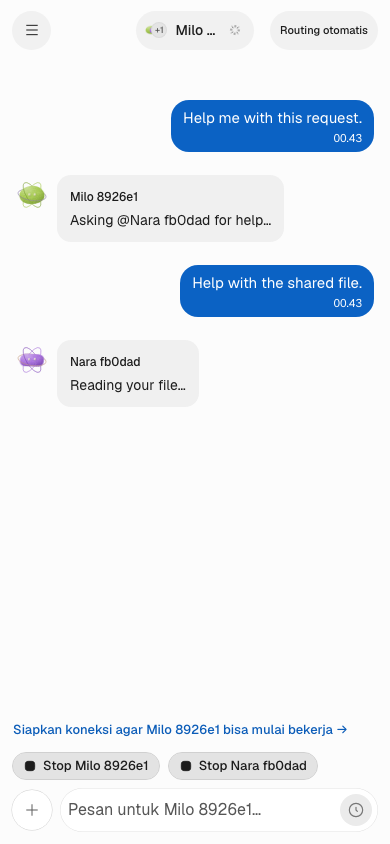 +1 Milo ... Routing otomatis
Help me with this request.
00.43
Milo 8926e1
Asking @Nara fb0dad for help...
Help with the shared file.
00.43
Nara fb0dad
Reading your file...
Siapkan koneksi agar Milo 8926e1 bisa mulai bekerja →
Stop Milo 8926e1 Stop Nara fb0dad
Pesan untuk Milo 8926e1...